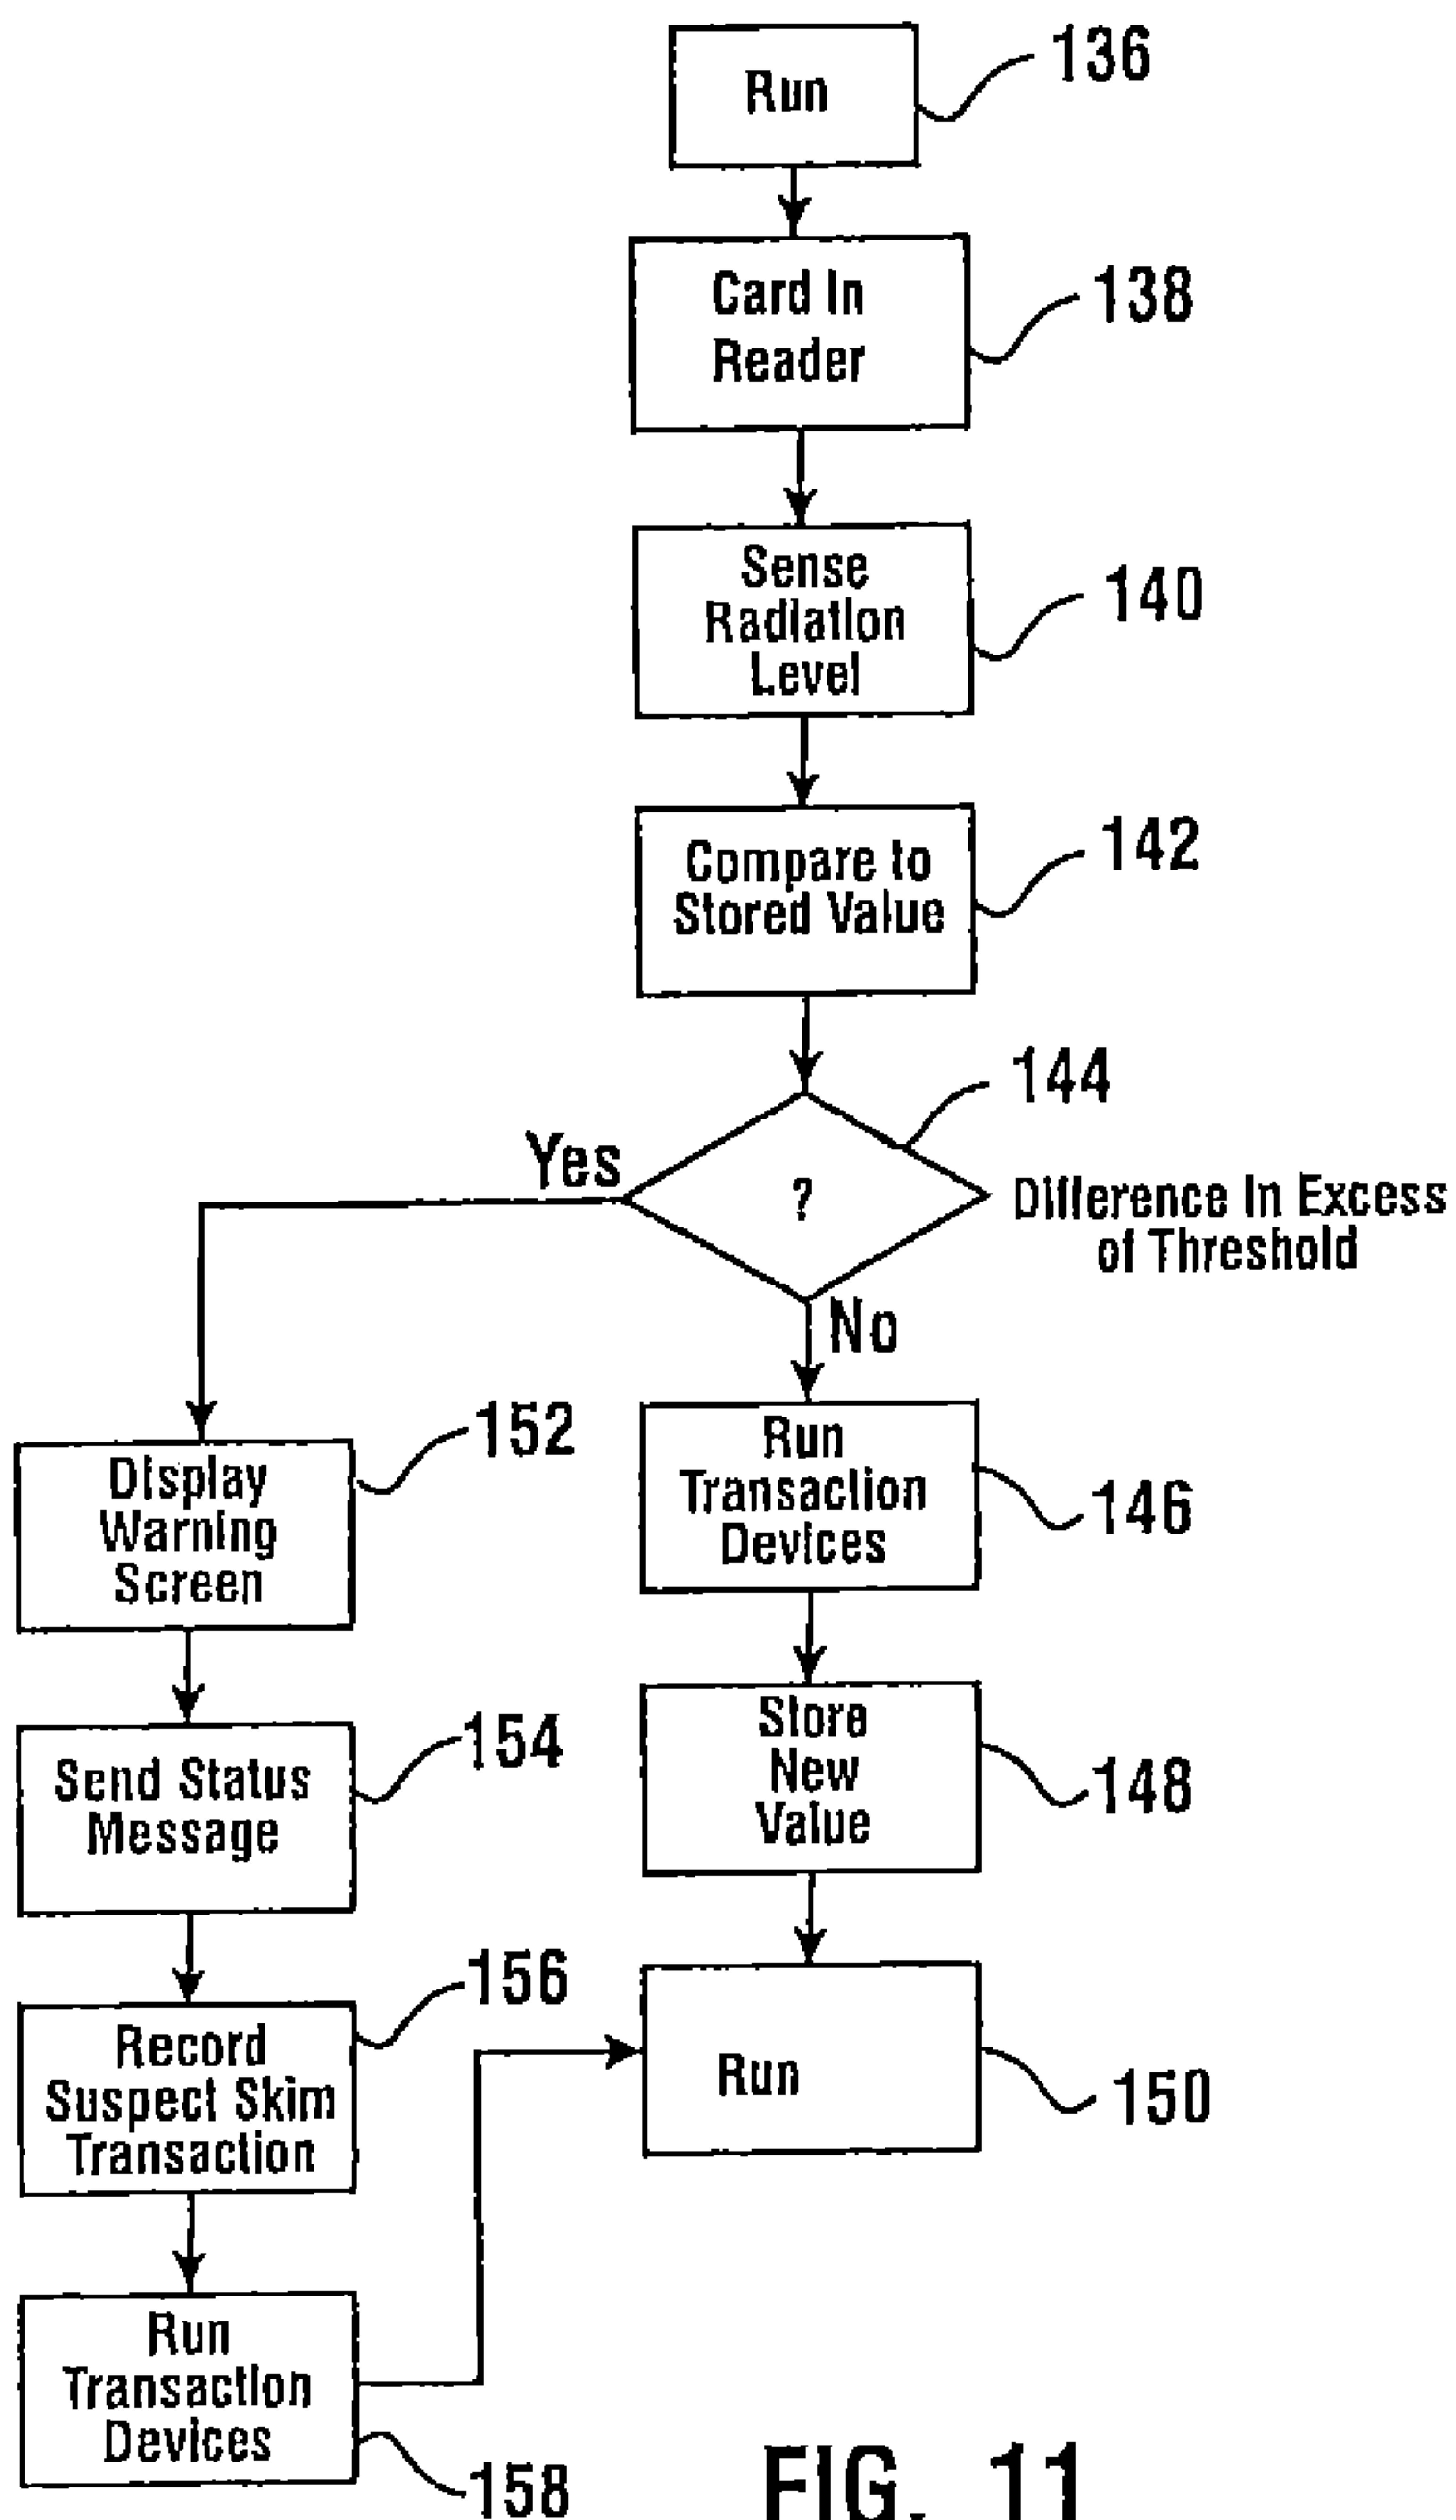 Run
136
Card In
Reader
138
Sense
Radiation
Level
140
Compare to
Stored Value
142
144
Yes
?
Difference In Excess
of Threshold
No
152
Display
Warning
Screen
Run
Transaction
Devices
146
154
Send Status
Message
Store
New
Value
148
156
Record
Suspect Skim
Transaction
Run
150
Run
Transaction
Devices
158
FIG. 11